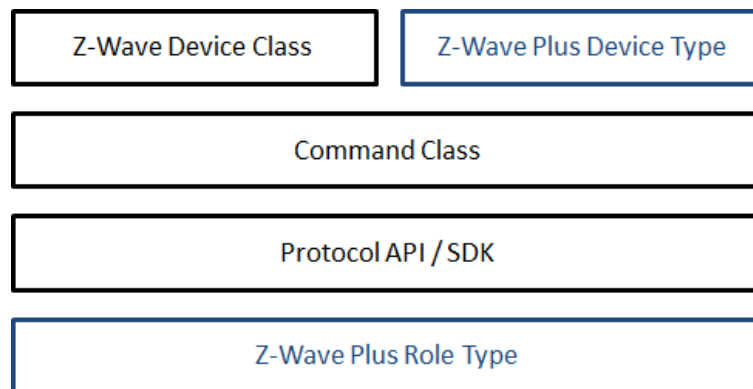 Z-Wave Device Class
Z-Wave Plus Device Type
Command Class
Protocol API / SDK
Z-Wave Plus Role Type